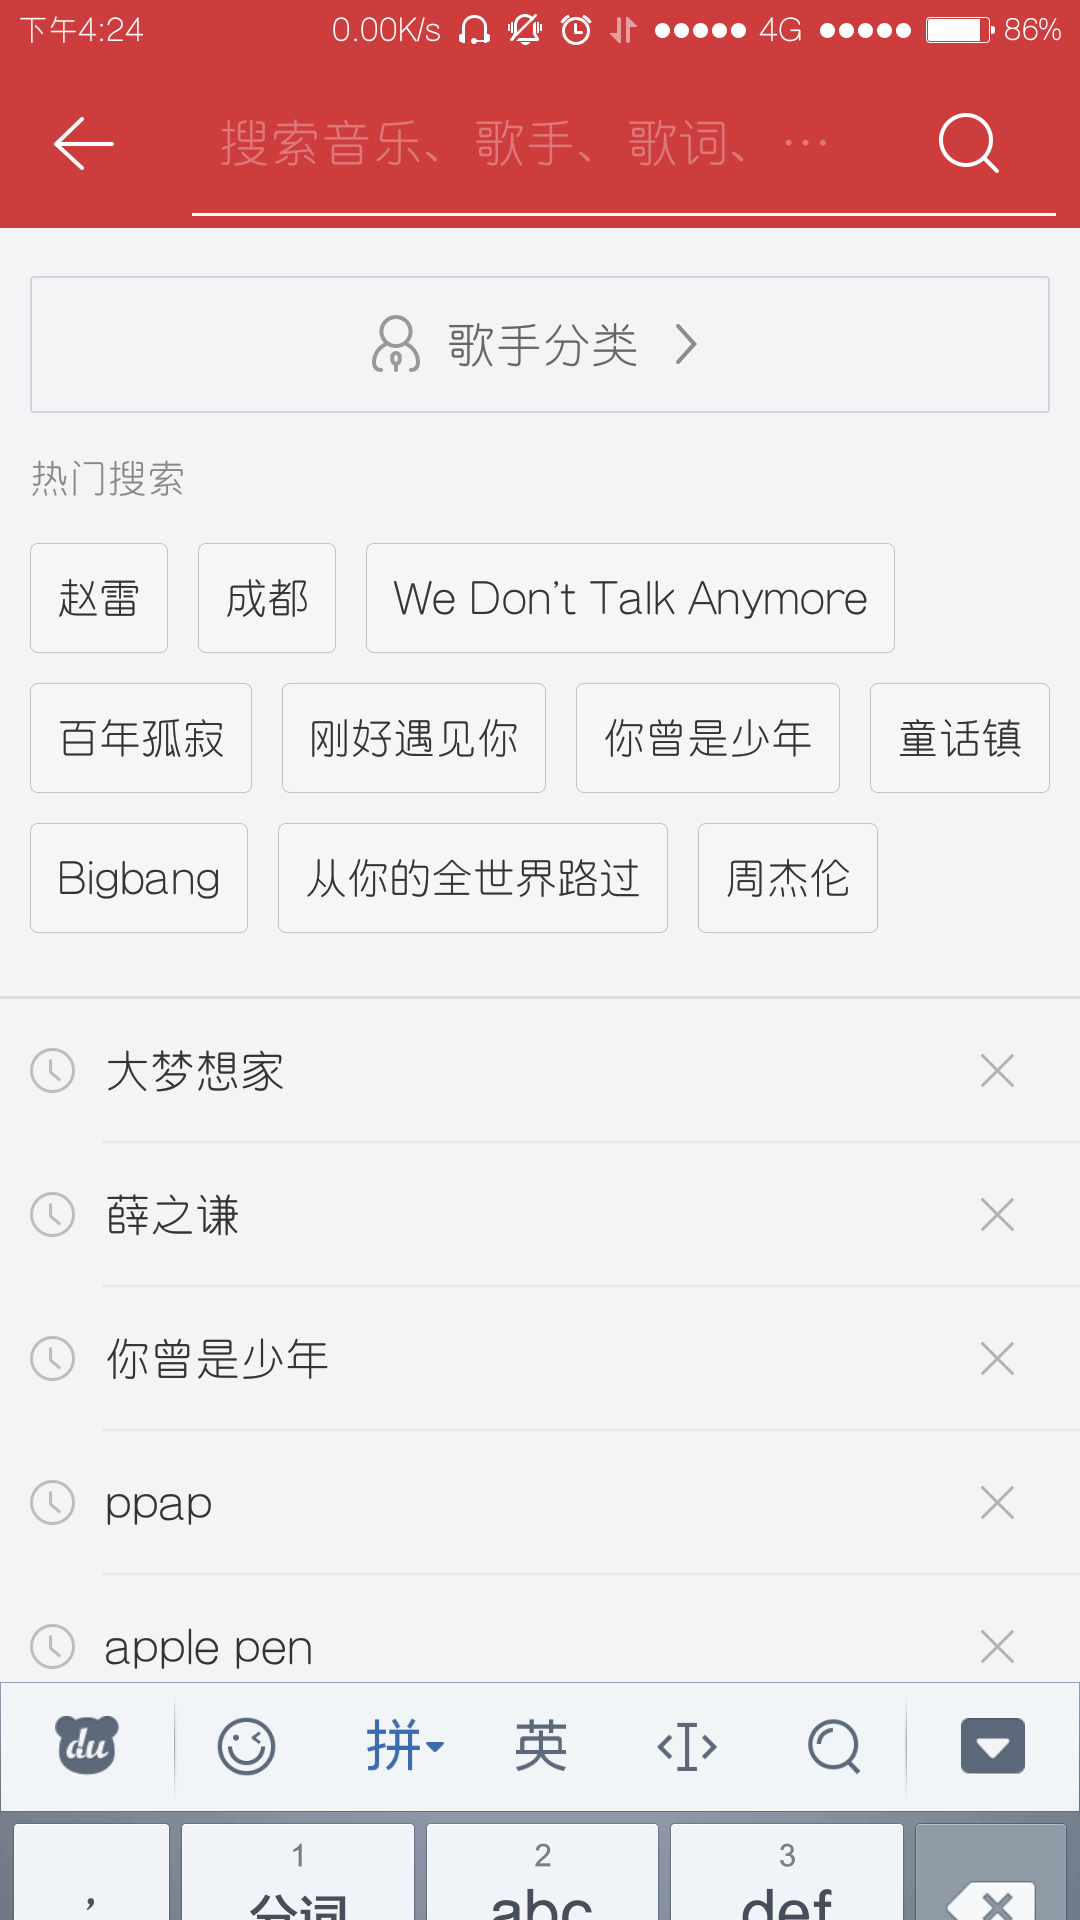 下午4:24 0.00K/s 4G 86%
搜索音乐、歌手、歌词、…
歌手分类
热门搜索
赵雷 成都 We Don't Talk Anymore
百年孤寂 刚好遇见你 你曾是少年 童话镇
Bigbang 从你的全世界路过 周杰伦
大梦想家
薛之谦
你曾是少年
ppap
apple pen
du 拼 英
1 2 3
, 分词 abc def